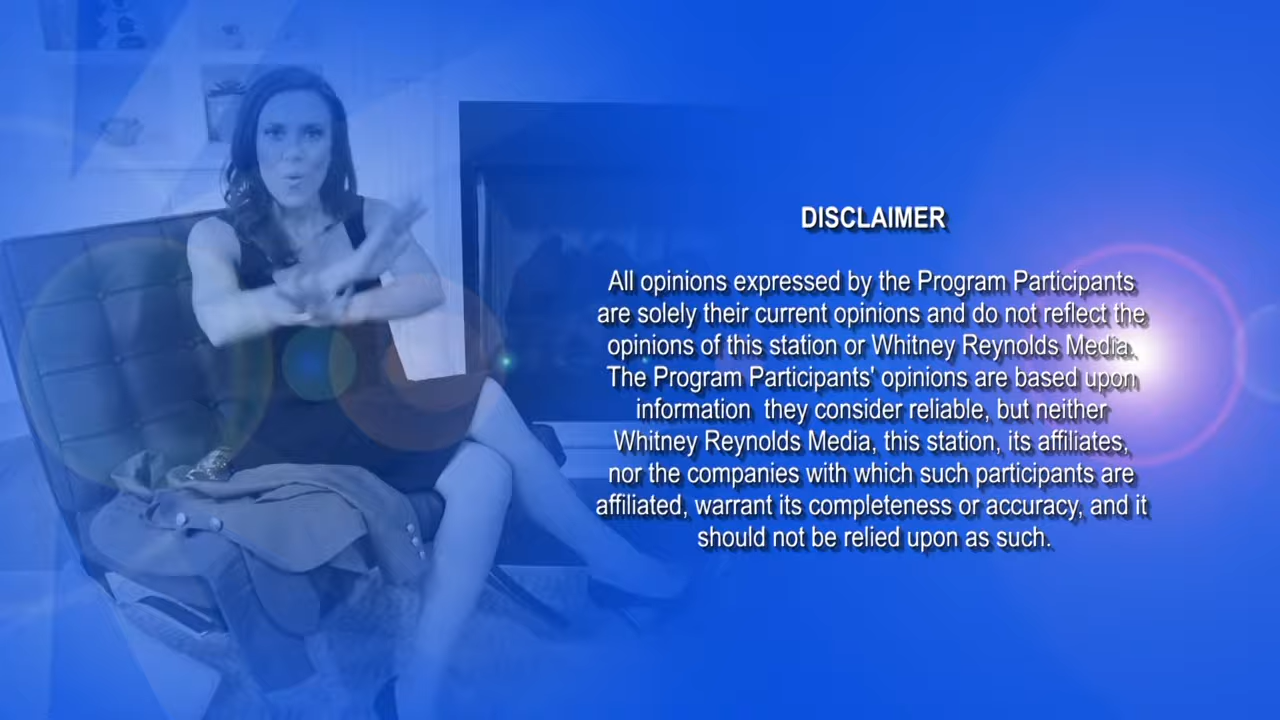 DISCLAIMER
All opinions expressed by the Program Participants
are solely their current opinions and do not reflect the
opinions of this station or Whitney Reynolds Media.
The Program Participants' opinions are based upon
information  they consider reliable, but neither
Whitney Reynolds Media, this station, its affiliates,
nor the companies with which such participants are
affiliated, warrant its completeness or accuracy, and it
should not be relied upon as such.